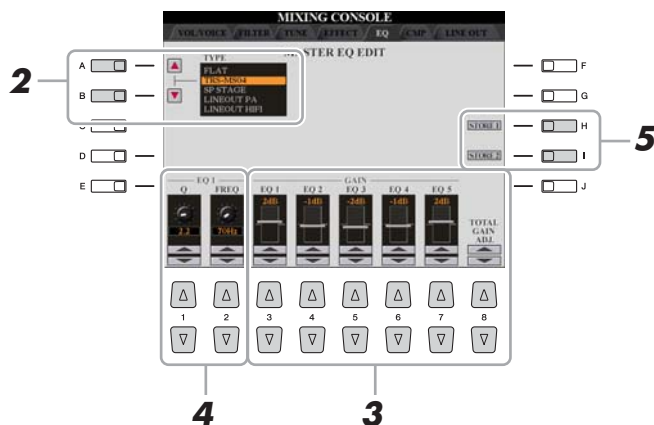 MIXING CONSOLE
VOL/VOICE FILTER TUNE EFFECT EQ CMP LINE OUT
MASTER EQ EDIT
TYPE
FLAT
TRS-MS04
SP STAGE
LINEOUT PA
LINEOUT HIFI
A
B
C
D
E
F
G
H
I
J
2
STORE 1
STORE 2
5
EQ 1
Q FREQ
2.2 70Hz
GAIN
EQ 1 EQ 2 EQ 3 EQ 4 EQ 5
2dB -1dB -2dB -1dB 2dB
TOTAL
GAIN
ADJ.
1 2 3 4 5 6 7 8
4 3